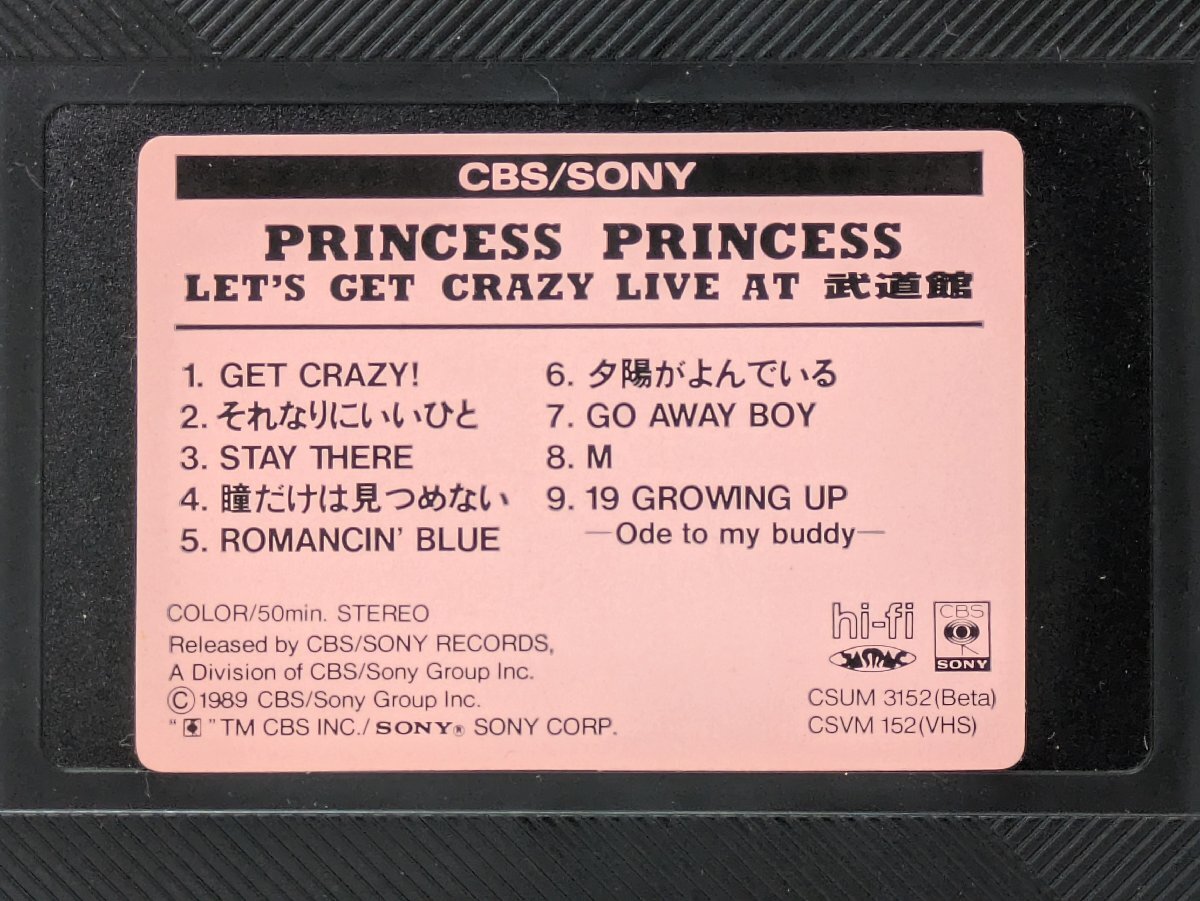 CBS/SONY
PRINCESS PRINCESS
LET'S GET CRAZY LIVE AT 武道館
1. GET CRAZY!
2. それなりにいいひと
3. STAY THERE
4. 瞳だけは見つめない
5. ROMANCIN' BLUE
6. 夕陽がよんでいる
7. GO AWAY BOY
8. M
9. 19 GROWING UP
—Ode to my buddy—
COLOR/50min. STEREO
Released by CBS/SONY RECORDS,
A Division of CBS/Sony Group Inc.
Ⓒ1989 CBS/Sony Group Inc.
“ ” TM CBS INC./SONY® SONY CORP.
hi-fi
CBS
SONY
CSUM 3152(Beta)
CSVM 152(VHS)